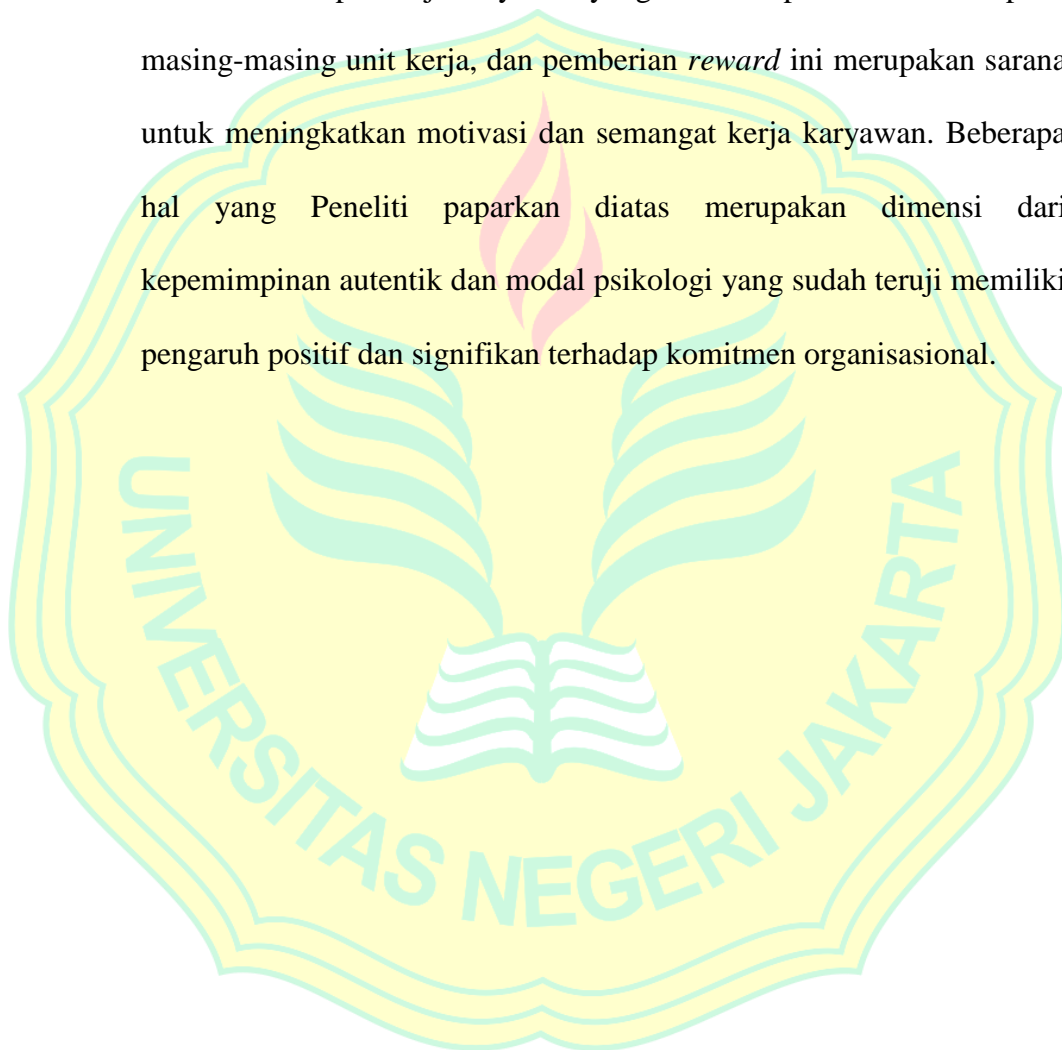 masing-masing unit kerja, dan pemberian reward ini merupakan sarana
untuk meningkatkan motivasi dan semangat kerja karyawan. Beberapa
hal yang Peneliti paparkan diatas merupakan dimensi dari
kepemimpinan autentik dan modal psikologi yang sudah teruji memiliki
pengaruh positif dan signifikan terhadap komitmen organisasional.
UNIVERSITAS NEGERI JAKARTA